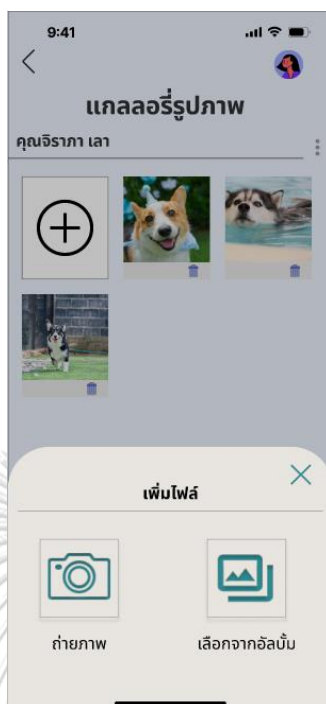 9:41
แกลลอรี่รูปภาพ
คุณจิราภา เลา
เพิ่มไฟล์
ถ่ายภาพ
เลือกจากอัลบั้ม